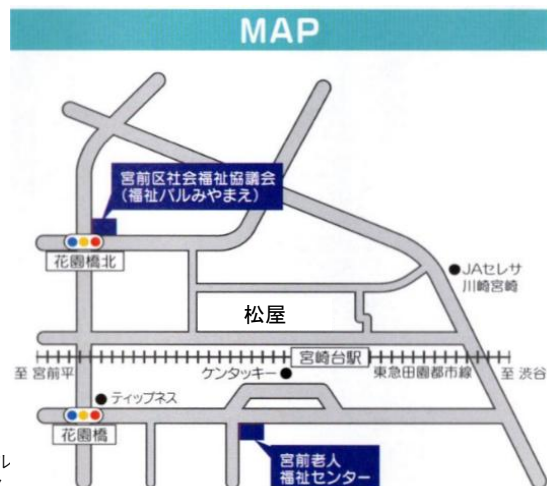 MAP
宮前区社会福祉協議会
(福祉パルみやまえ)
花園橋北
JAセレサ
川崎宮崎
松屋
宮崎台駅
至 宮前平
ケンタッキー
東急田園都市線
至 渋谷
ティップネス
花園橋
宮前老人
福祉センター